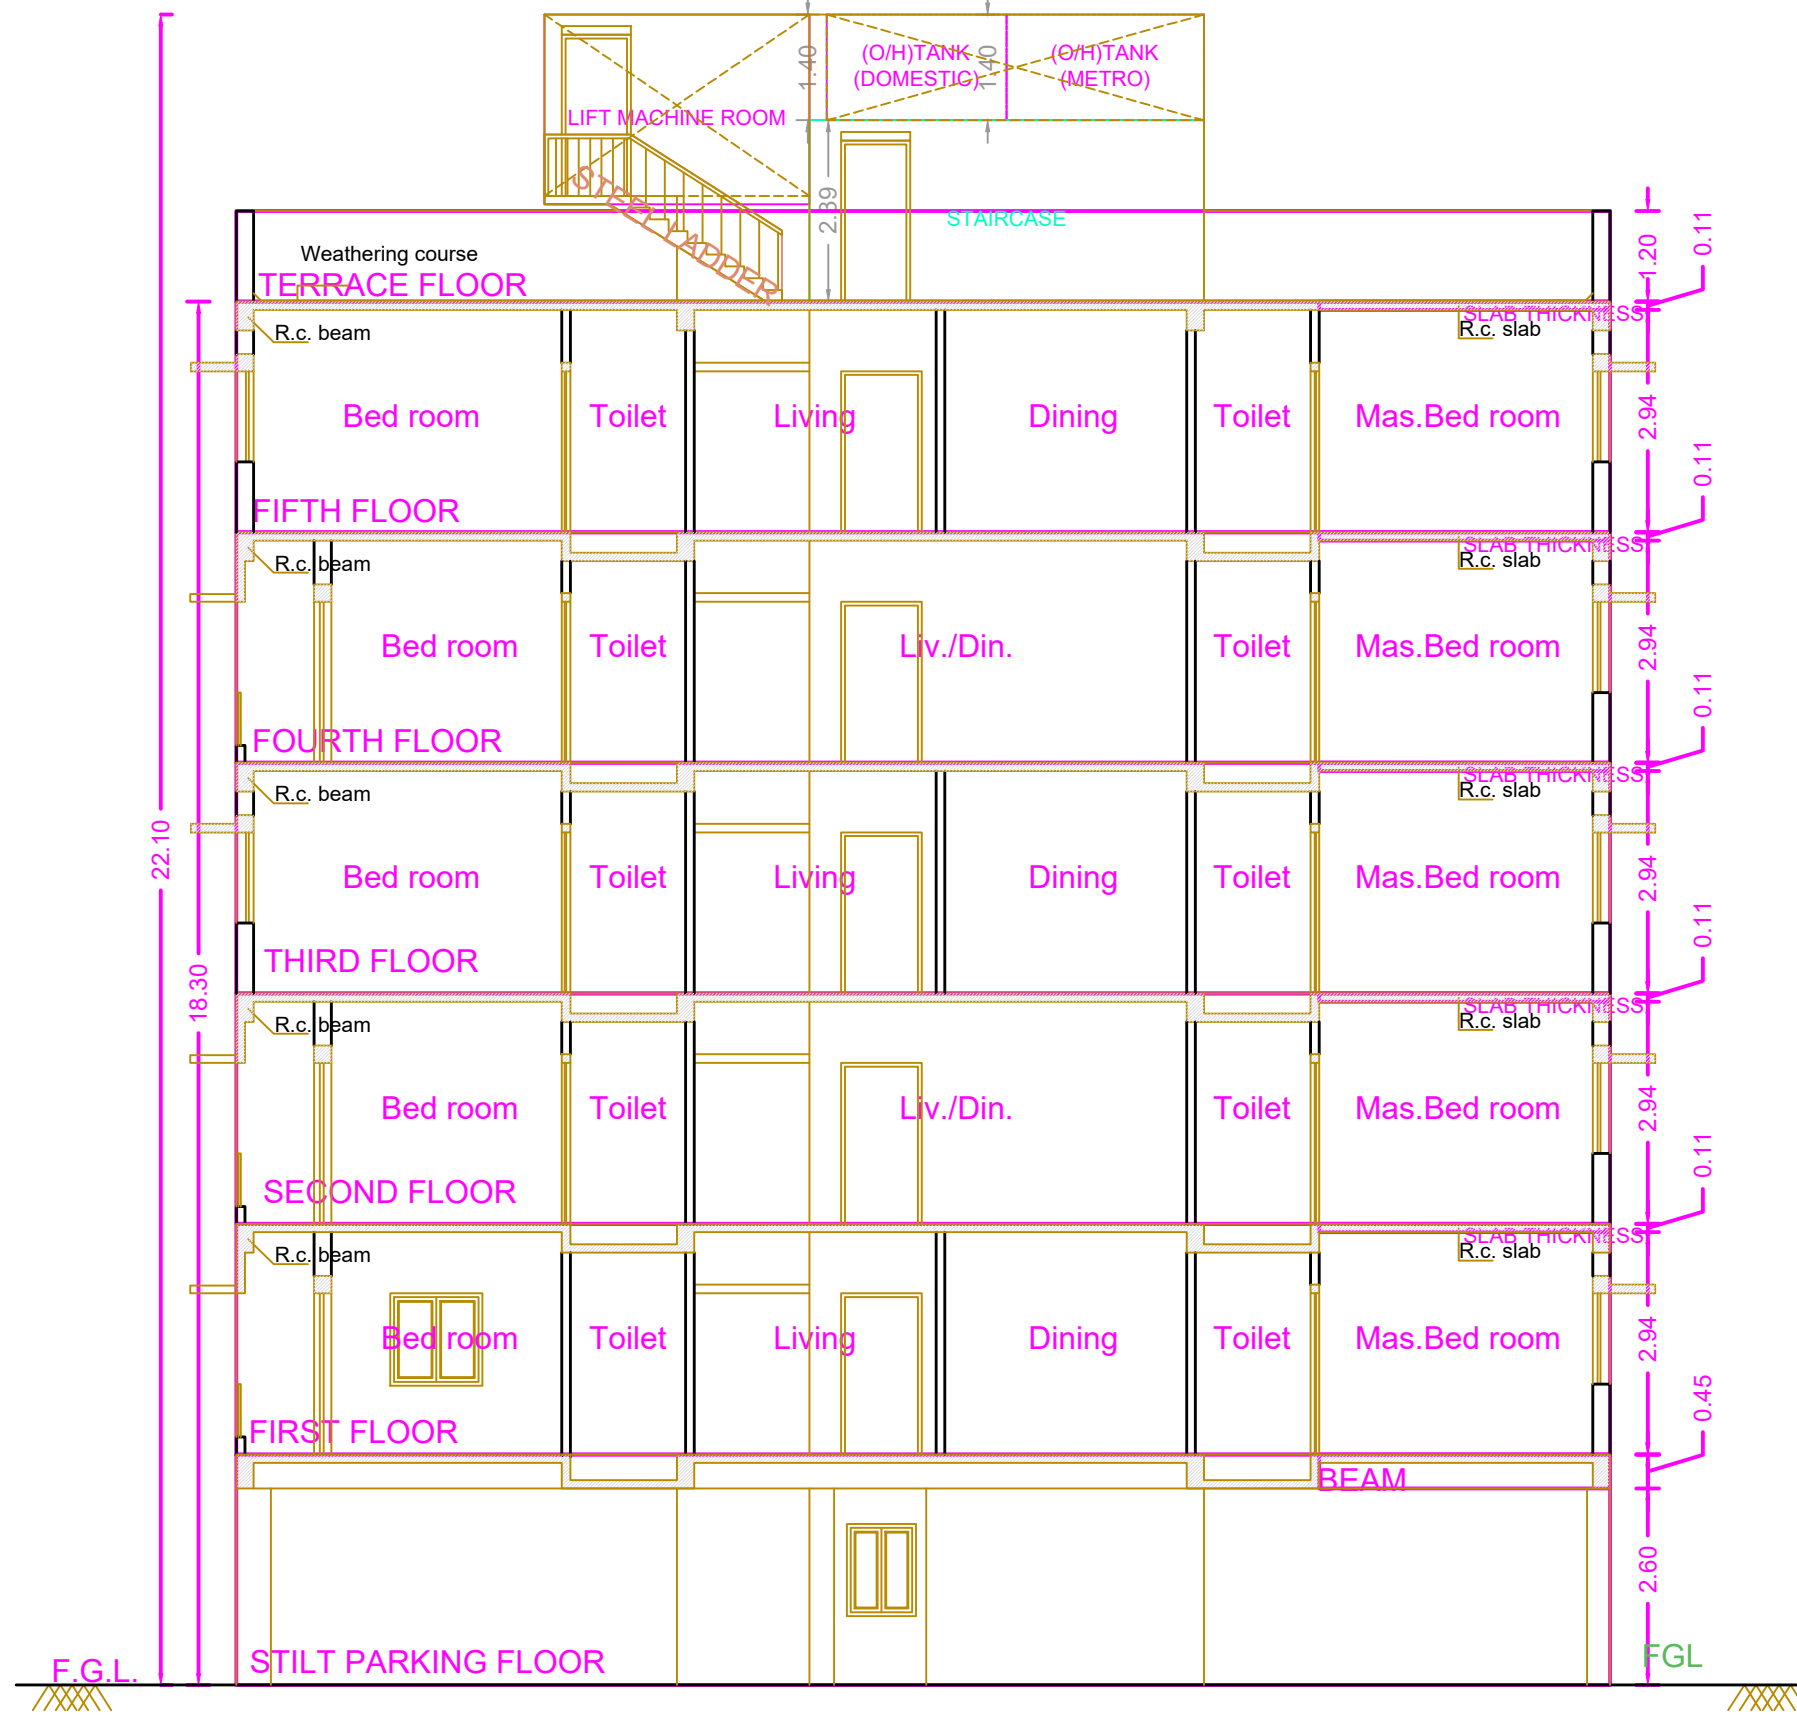 (O/H)TANK
(DOMESTIC)
(O/H)TANK
(METRO)
1.40
1.40
LIFT MACHINE ROOM
STEEL LADDER
2.39
STAIRCASE
Weathering course
TERRACE FLOOR
1.20
0.11
SLAB THICKNESS
R.c. beam
R.c. slab
Bed room
Toilet
Living
Dining
Toilet
Mas.Bed room
2.94
0.11
FIFTH FLOOR
SLAB THICKNESS
R.c. beam
R.c. slab
Bed room
Toilet
Liv./Din.
Toilet
Mas.Bed room
2.94
0.11
FOURTH FLOOR
SLAB THICKNESS
R.c. beam
R.c. slab
22.10
Bed room
Toilet
Living
Dining
Toilet
Mas.Bed room
2.94
0.11
THIRD FLOOR
18.30
SLAB THICKNESS
R.c. beam
R.c. slab
Bed room
Toilet
Liv./Din.
Toilet
Mas.Bed room
2.94
0.11
SECOND FLOOR
SLAB THICKNESS
R.c. beam
R.c. slab
Bed room
Toilet
Living
Dining
Toilet
Mas.Bed room
2.94
0.45
FIRST FLOOR
BEAM
2.60
STILT PARKING FLOOR
F.G.L.
FGL